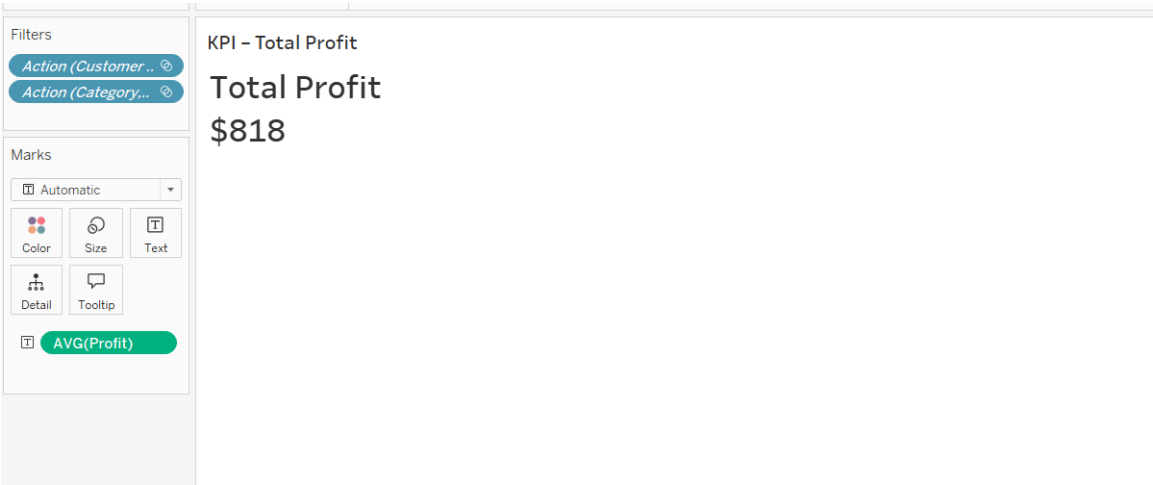 Filters
Action (Customer ..
Action (Category,..
Marks
T Automatic
Color Size T Text
Detail Tooltip
T AVG(Profit)
KPI – Total Profit
Total Profit
$818